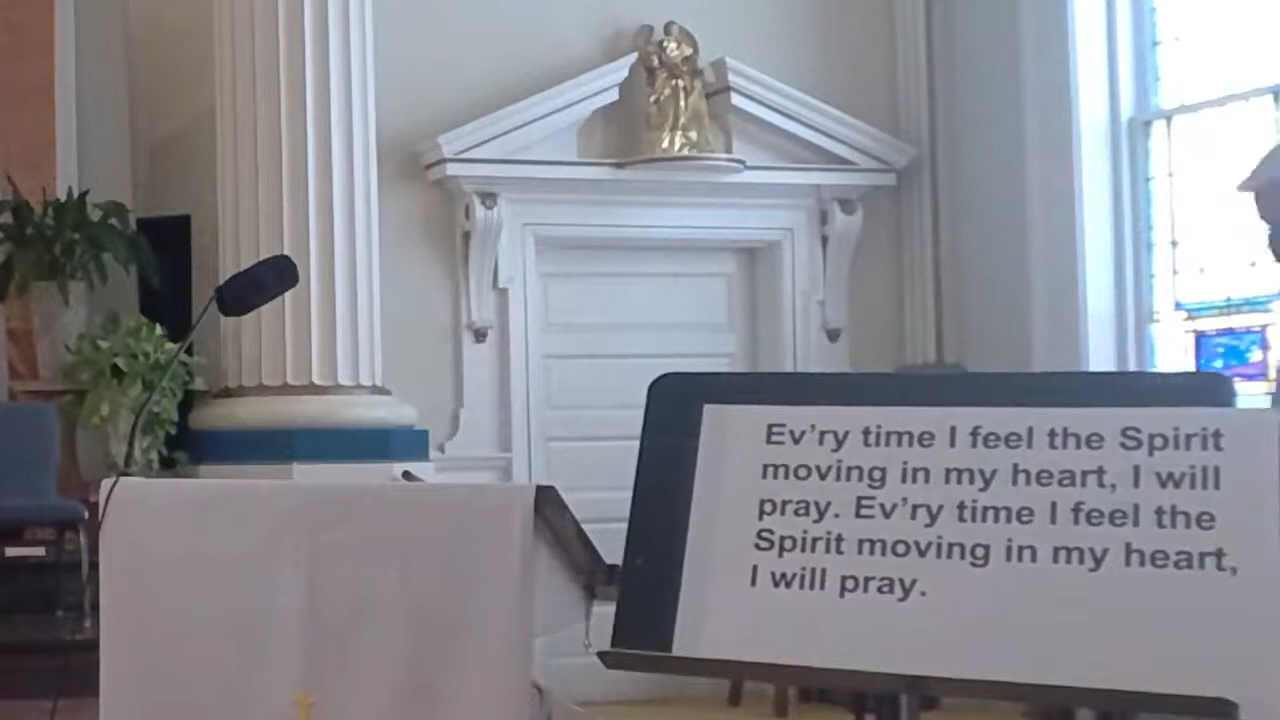 Ev’ry time I feel the Spirit
moving in my heart, I will
pray. Ev’ry time I feel the
Spirit moving in my heart,
I will pray.